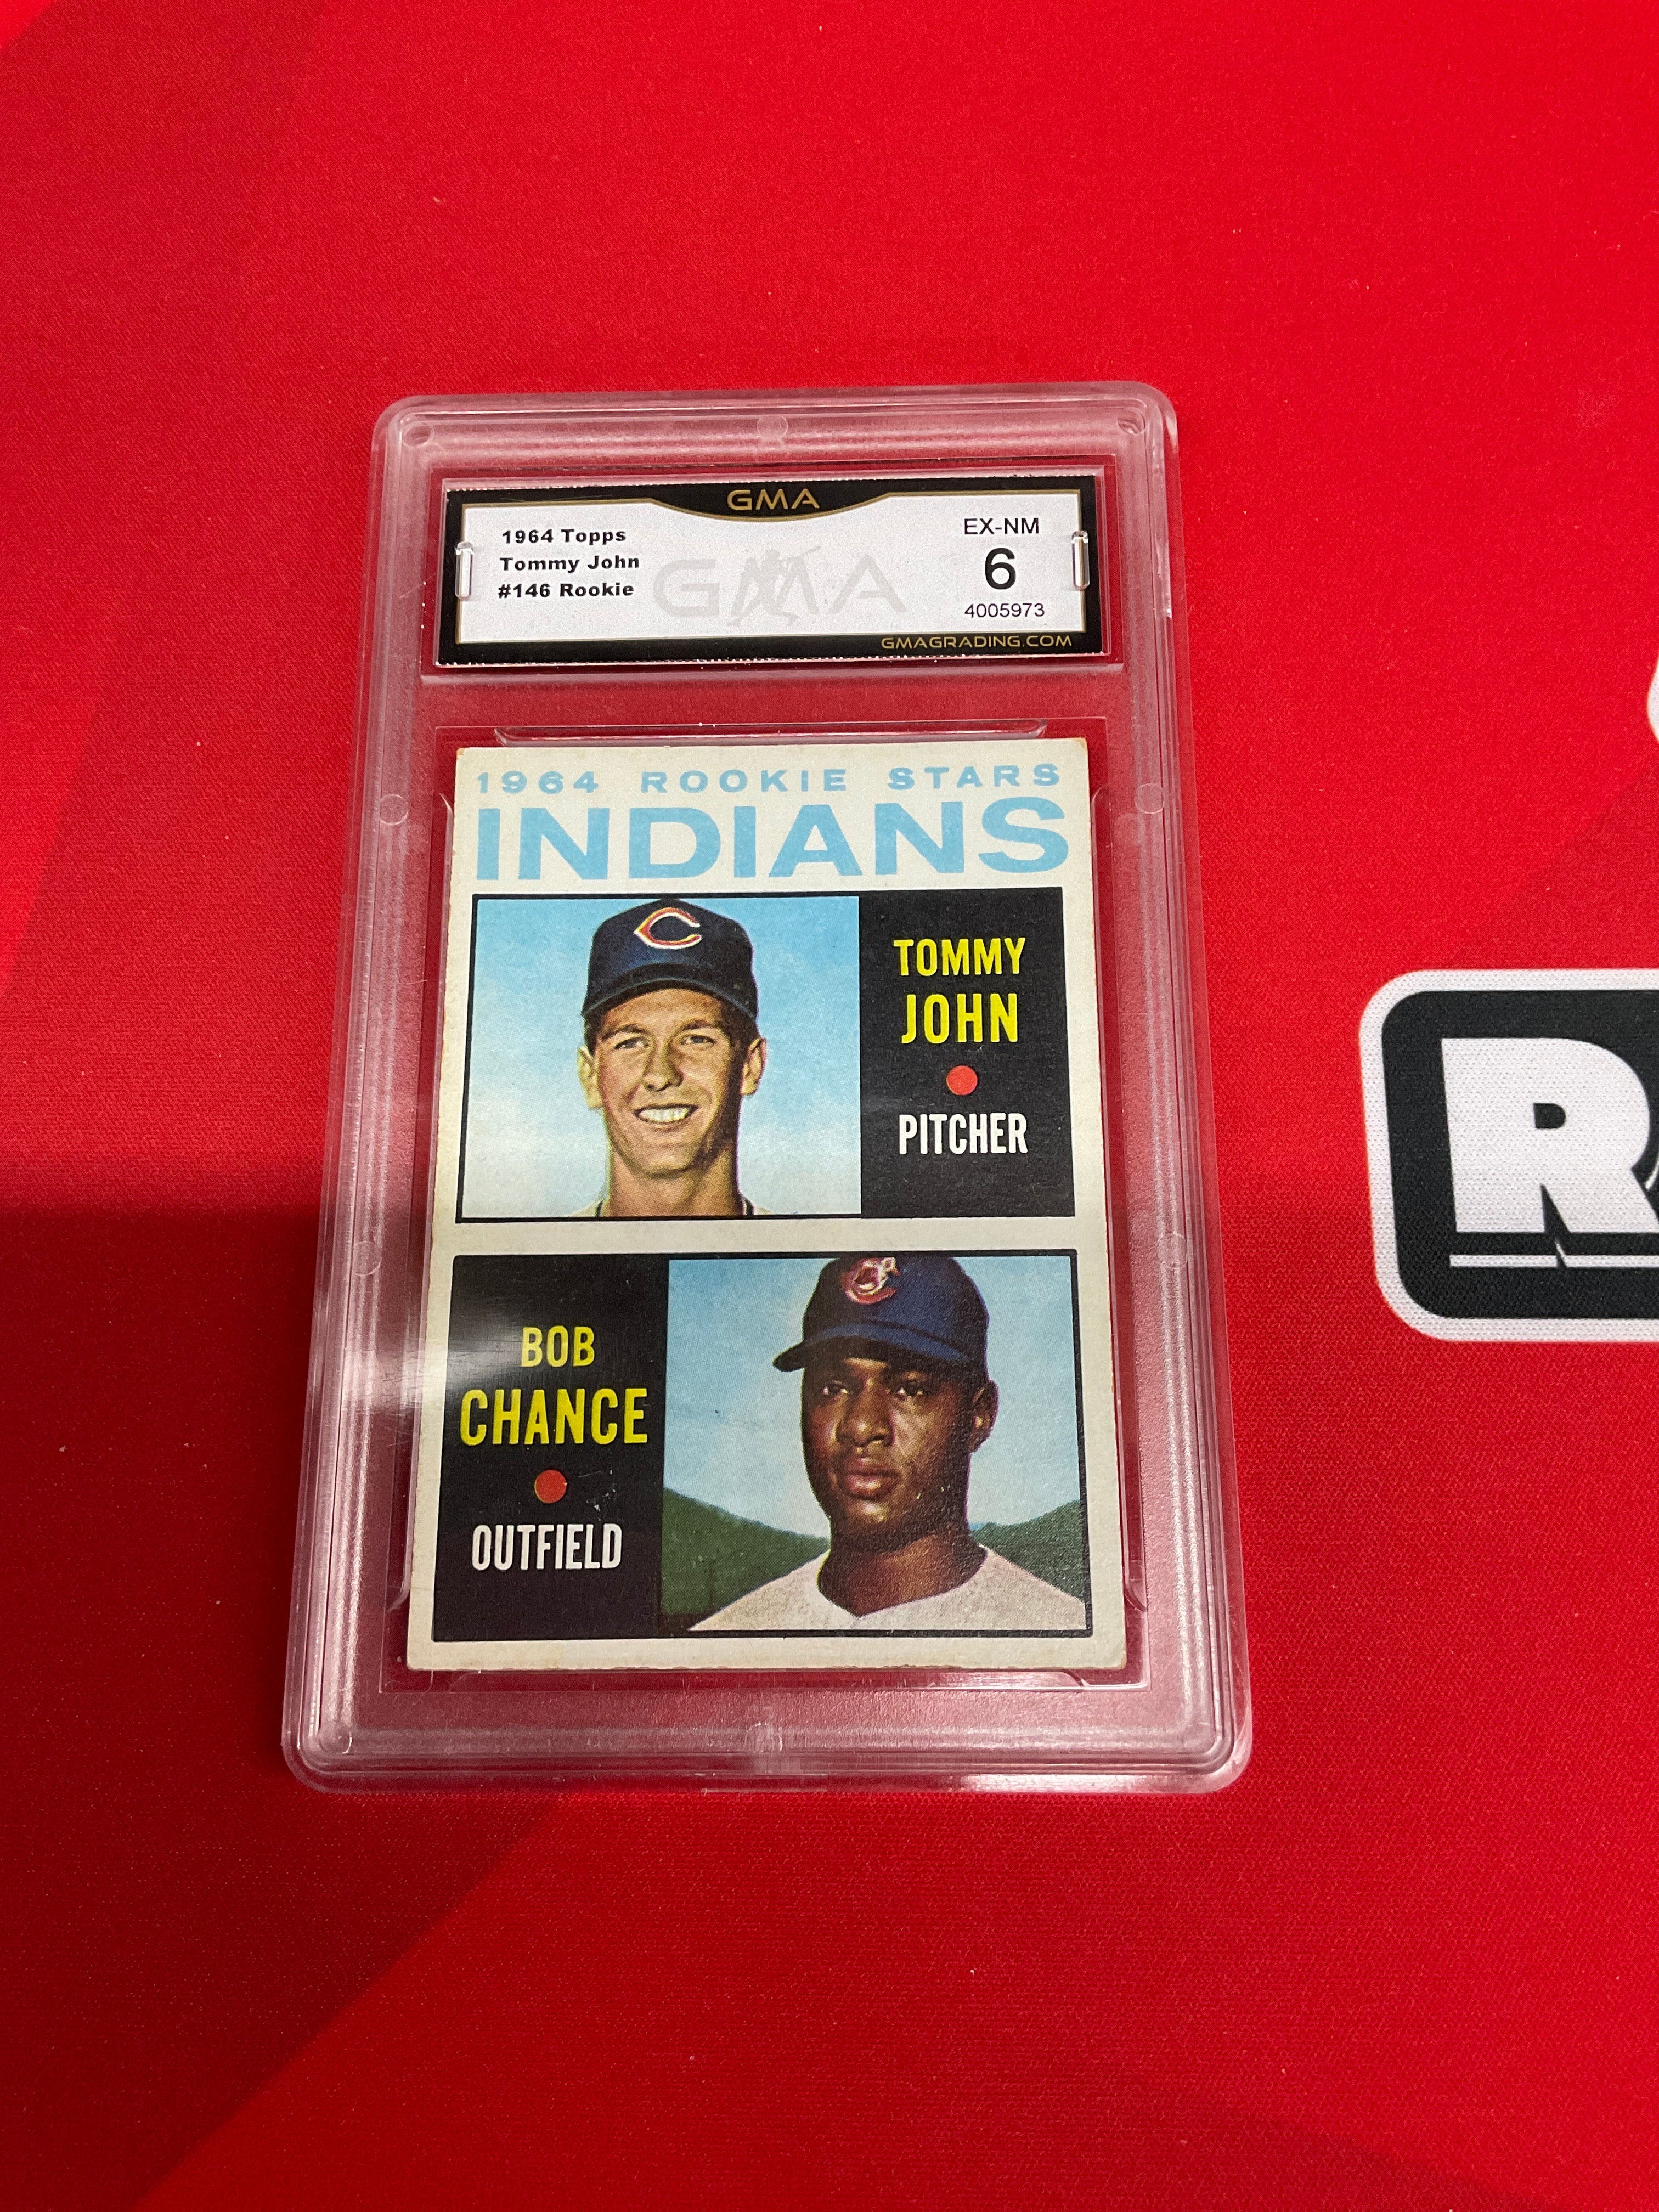 GMA
1964 Topps
Tommy John
#146 Rookie
GMA
EX-NM
6
4005973
GMAGRADING.COM
1964 ROOKIE STARS
INDIANS
C
TOMMY
JOHN
PITCHER
BOB
CHANCE
OUTFIELD